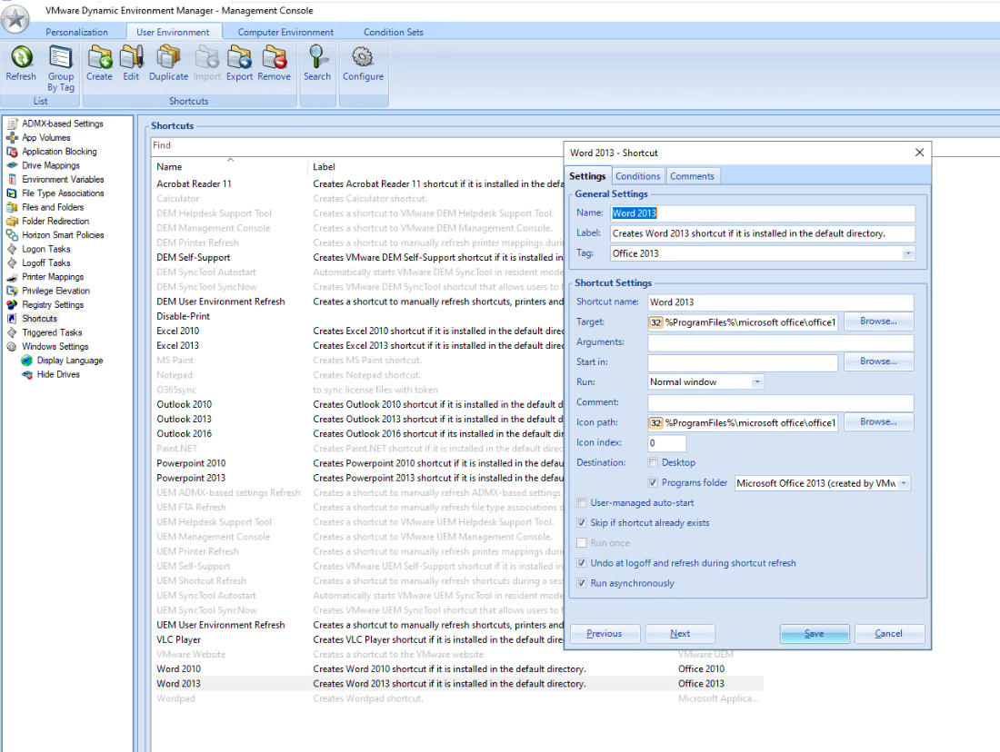 VMware Dynamic Environment Manager - Management Console
Personalization User Environment Computer Environment Condition Sets
Refresh Group By Tag Create Edit Duplicate Import Export Remove Search Configure
List Shortcuts
ADMX-based Settings
App Volumes
Application Blocking
Drive Mappings
Environment Variables
File Type Associations
Files and Folders
Folder Redirection
Horizon Smart Policies
Logon Tasks
Logoff Tasks
Printer Mappings
Privilege Elevation
Registry Settings
Shortcuts
Triggered Tasks
Windows Settings
Display Language
Hide Drives
Shortcuts
Find
Name Label
Acrobat Reader 11 Creates Acrobat Reader 11 shortcut if it is installed in the defa
Calculator Creates Calculator shortcut.
DEM Helpdesk Support Tool Creates a shortcut to VMware DEM Helpdesk Support Tool.
DEM Management Console Creates a shortcut to VMware DEM Management Console.
DEM Printer Refresh Creates a shortcut to manually refresh printer mappings durin
DEM Self-Support Creates VMware DEM Self-Support shortcut if it is installed in
DEM SyncTool Autostart Automatically starts VMware DEM SyncTool in resident mode
DEM SyncTool SyncNow Creates VMware DEM SyncTool shortcut that allows users to f
DEM User Environment Refresh Creates a shortcut to manually refresh shortcuts, printers and
Disable-Print
Excel 2010 Creates Excel 2010 shortcut if it is installed in the default direc
Excel 2013 Creates Excel 2013 shortcut if it is installed in the default direc
MS Paint Creates MS Paint shortcut.
Notepad Creates Notepad shortcut.
O365sync to sync license files with token
Outlook 2010 Creates Outlook 2010 shortcut if it is installed in the default d
Outlook 2013 Creates Outlook 2013 shortcut if it is installed in the default d
Outlook 2016 Creates Outlook 2016 shortcut if its installed in the default d
Paint.NET Creates Paint.NET shortcut if it is installed in the default direc
Powerpoint 2010 Creates Powerpoint 2010 shortcut if it is installed in the defau
Powerpoint 2013 Creates Powerpoint 2013 shortcut if it is installed in the defau
UEM ADMX-based settings Refresh Creates a shortcut to manually refresh ADMX-based settings
UEM FTA Refresh Creates a shortcut to manually refresh file type associations d
UEM Helpdesk Support Tool Creates a shortcut to VMware UEM Helpdesk Support Tool.
UEM Management Console Creates a shortcut to VMware UEM Management Console.
UEM Printer Refresh Creates a shortcut to manually refresh printer mappings durin
UEM Self-Support Creates VMware UEM Self-Support shortcut if it is installed in
UEM Shortcut Refresh Creates a shortcut to manually refresh shortcuts during a ses
UEM SyncTool Autostart Automatically starts VMware UEM SyncTool in resident mode
UEM SyncTool SyncNow Creates VMware UEM SyncTool shortcut that allows users to f
UEM User Environment Refresh Creates a shortcut to manually refresh shortcuts, printers and
VLC Player Creates VLC Player shortcut if it is installed in the default dire
VMware Website Creates a shortcut to the VMware website VMware UEM
Word 2010 Creates Word 2010 shortcut if it is installed in the default directory. Office 2010
Word 2013 Creates Word 2013 shortcut if it is installed in the default directory. Office 2013
Wordpad Creates Wordpad shortcut. Microsoft Applica...
Word 2013 - Shortcut
Settings Conditions Comments
General Settings
Name: Word 2013
Label: Creates Word 2013 shortcut if it is installed in the default directory.
Tag: Office 2013
Shortcut Settings
Shortcut name: Word 2013
Target: 32 %ProgramFiles%\microsoft office\office1 Browse...
Arguments:
Start in: Browse...
Run: Normal window
Comment:
Icon path: 32 %ProgramFiles%\microsoft office\office1 Browse...
Icon index: 0
Destination: Desktop
Programs folder Microsoft Office 2013 (created by VMw
User-managed auto-start
Skip if shortcut already exists
Run once
Undo at logoff and refresh during shortcut refresh
Run asynchronously
Previous Next Save Cancel